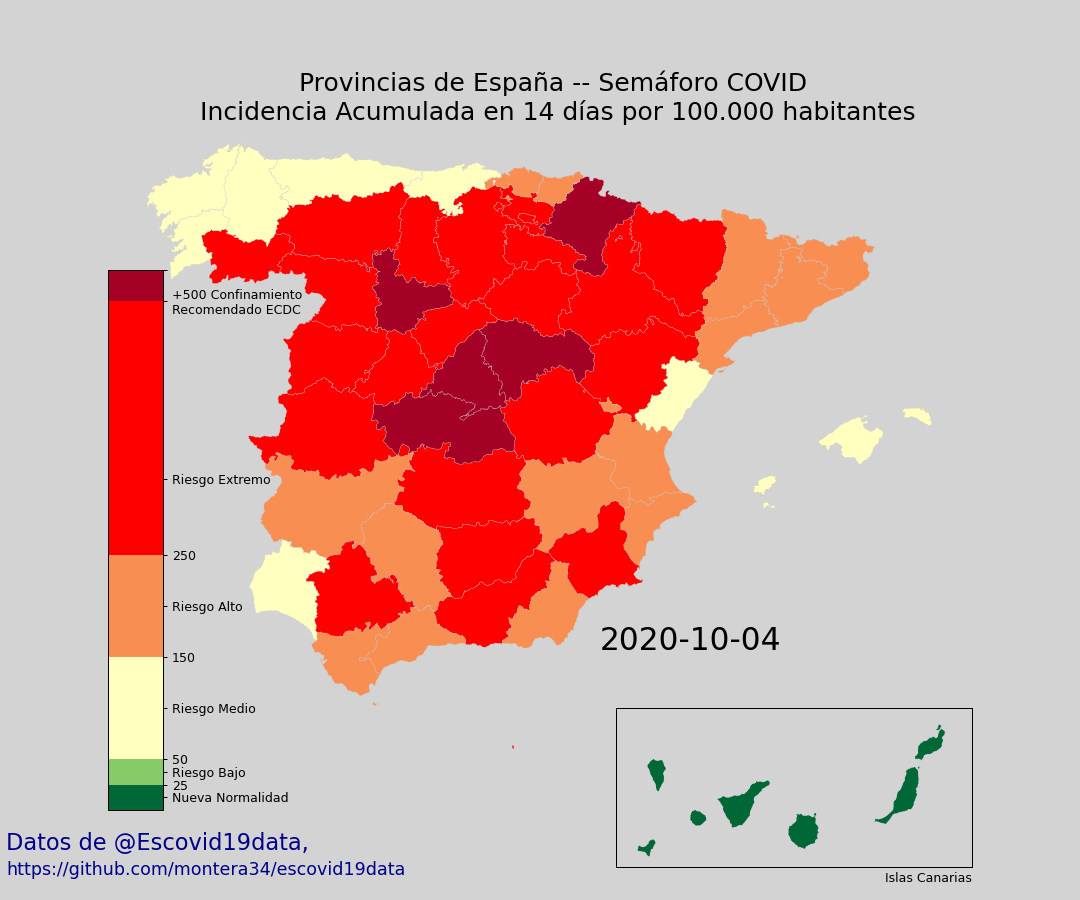 Provincias de España -- Semáforo COVID
Incidencia Acumulada en 14 días por 100.000 habitantes
+500 Confinamiento
Recomendado ECDC
Riesgo Extremo
250
Riesgo Alto
150
Riesgo Medio
50
Riesgo Bajo
25
Nueva Normalidad
2020-10-04
Islas Canarias
Datos de @Escovid19data,
https://github.com/montera34/escovid19data